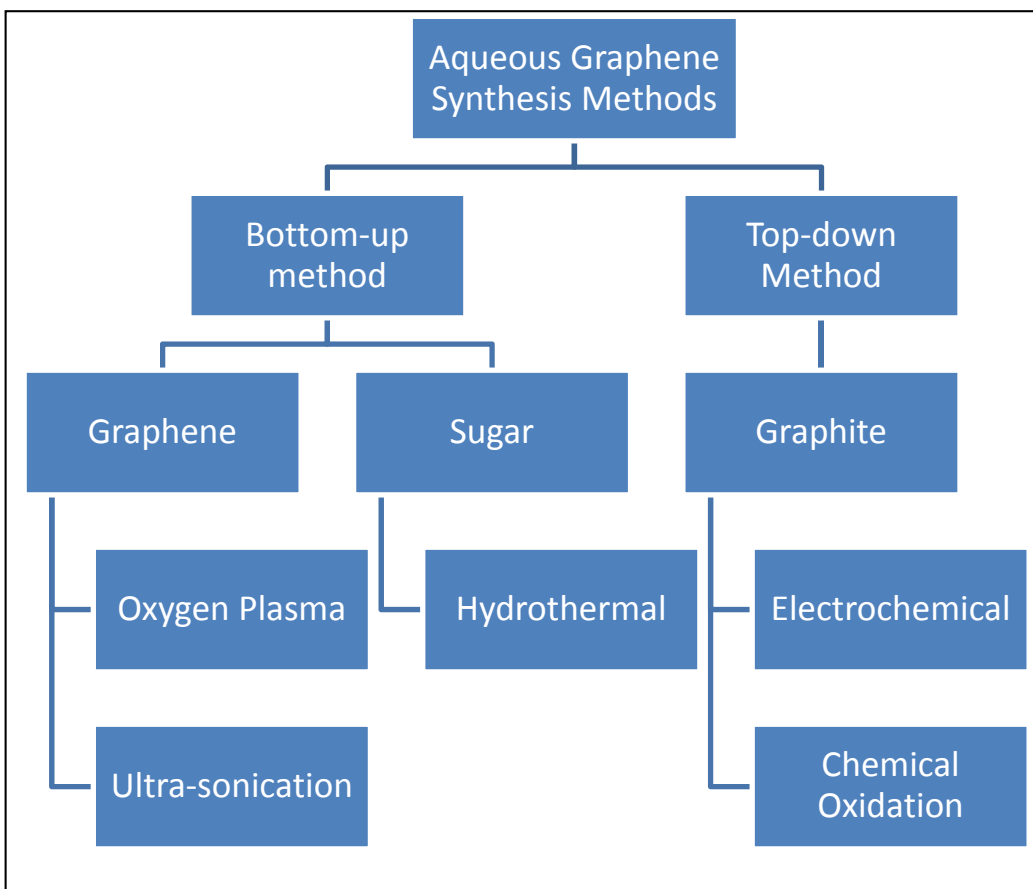 Aqueous Graphene
Synthesis Methods
Bottom-up
method
Top-down
Method
Graphene
Sugar
Graphite
Oxygen Plasma
Hydrothermal
Electrochemical
Ultra-sonication
Chemical
Oxidation